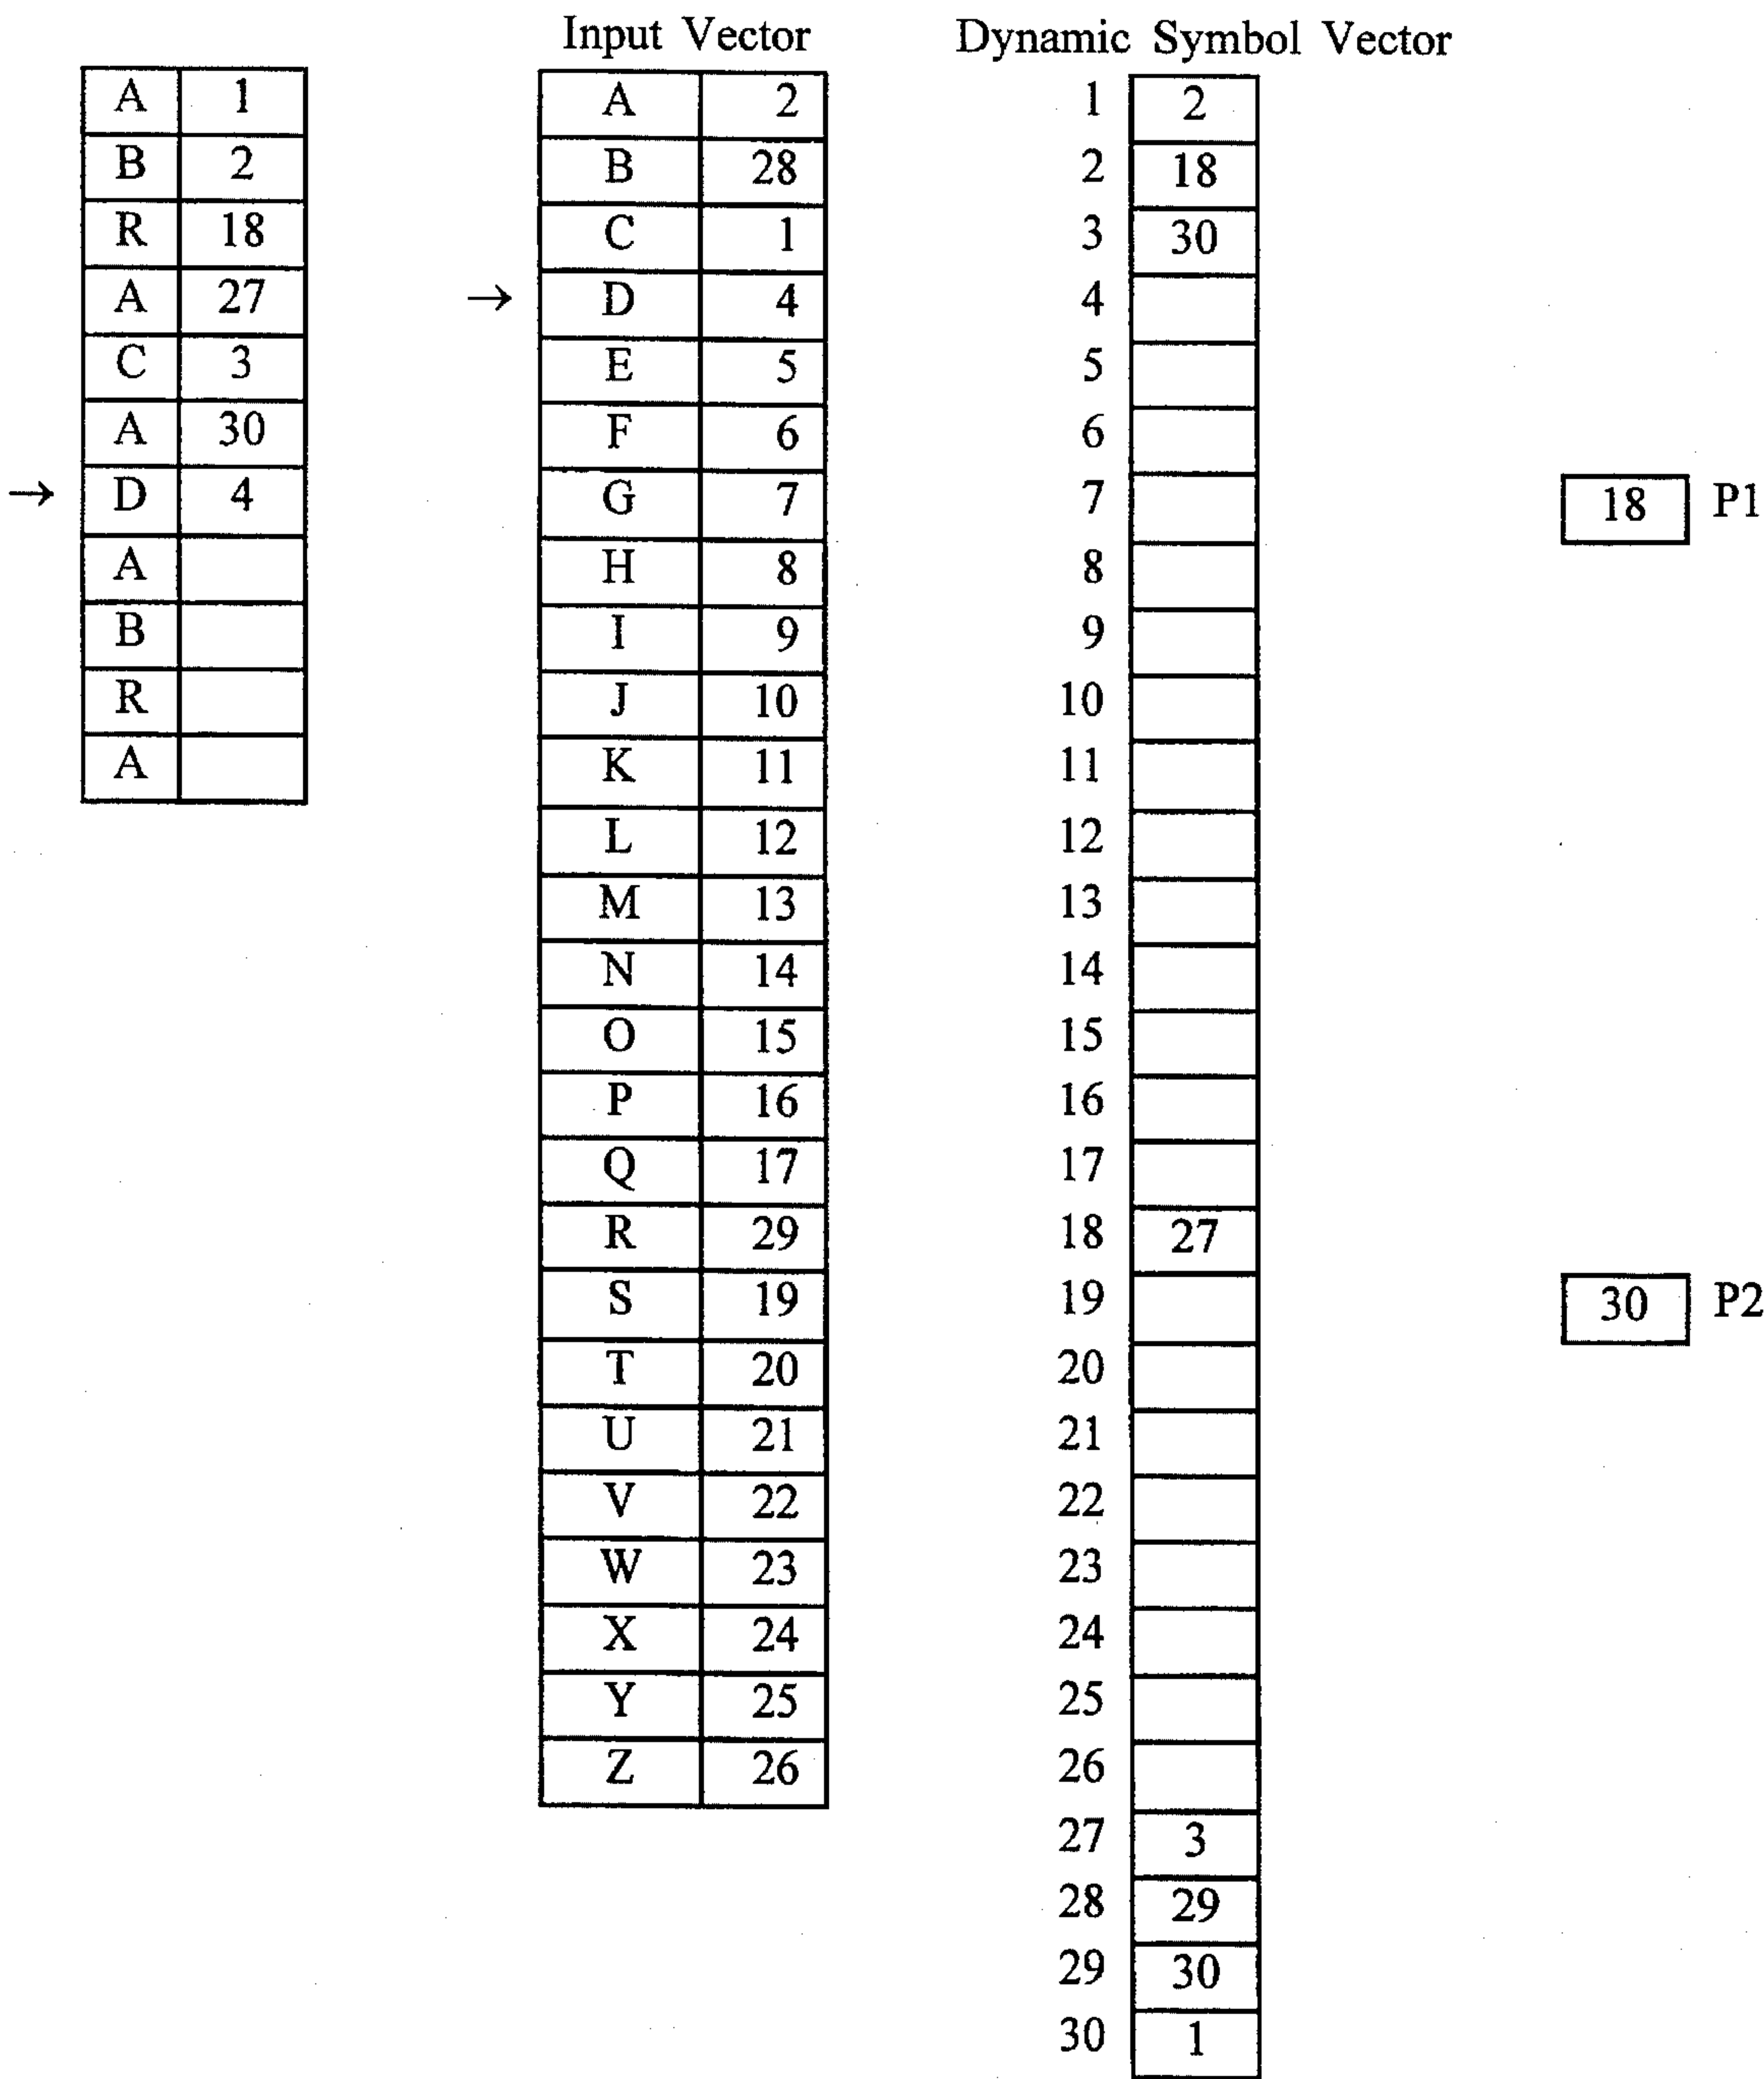 Input Vector Dynamic Symbol Vector
A 1 A 2 1 2
B 2 B 28 2 18
R 18 C 1 3 30
A 27 → D 4 4
C 3 E 5 5
A 30 F 6 6
→ D 4 G 7 7 18 P1
A H 8 8
B I 9 9
R J 10 10
A K 11 11
L 12 12
M 13 13
N 14 14
O 15 15
P 16 16
Q 17 17
R 29 18 27
S 19 19 30 P2
T 20 20
U 21 21
V 22 22
W 23 23
X 24 24
Y 25 25
Z 26 26
27 3
28 29
29 30
30 1